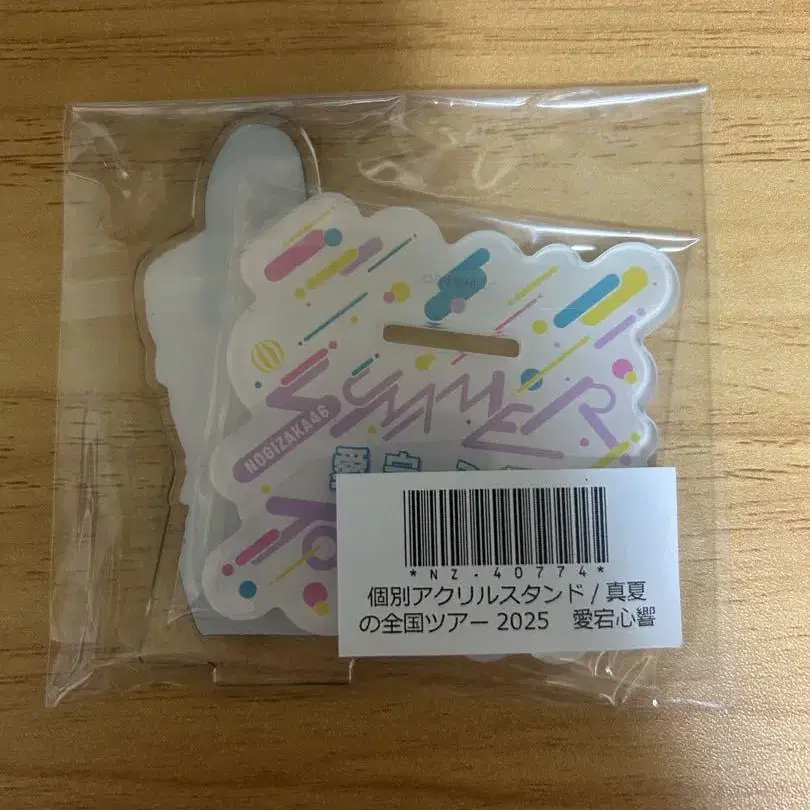 SUMMER
NOGIZAKA46
*NZ-40774*
個別アクリルスタンド / 真夏
の全国ツアー 2025　愛宕心響